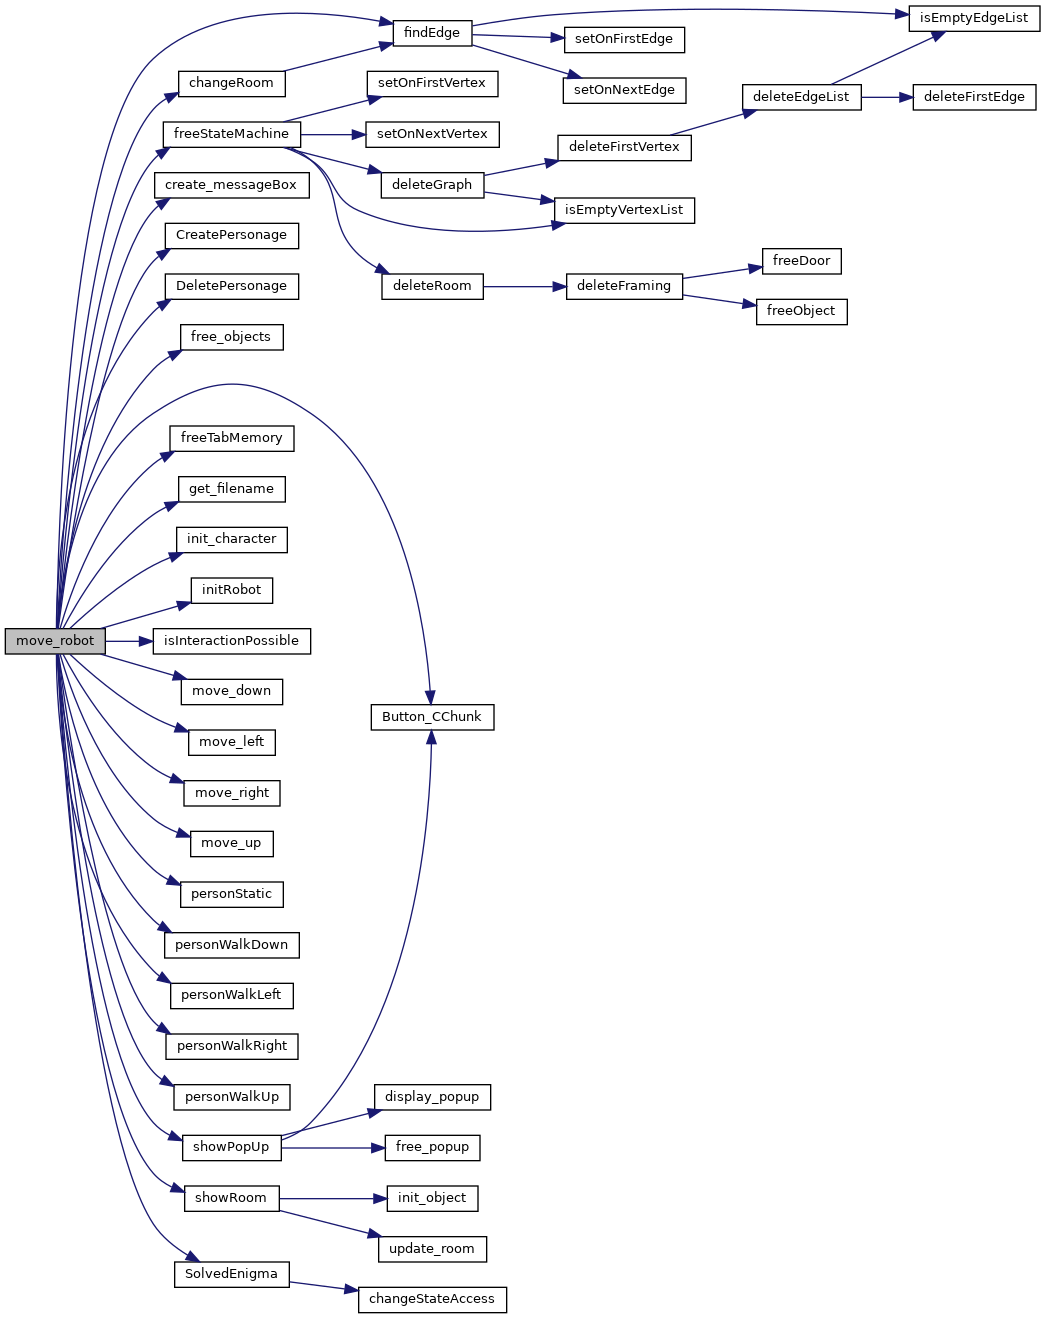 move_robot
findEdge
isEmptyEdgeList
setOnFirstEdge
setOnNextEdge
changeRoom
freeStateMachine
setOnFirstVertex
setOnNextVertex
deleteGraph
deleteFirstVertex
deleteEdgeList
deleteFirstEdge
isEmptyVertexList
deleteRoom
deleteFraming
freeDoor
freeObject
create_messageBox
CreatePersonage
DeletePersonage
free_objects
Button_CChunk
freeTabMemory
get_filename
init_character
initRobot
isInteractionPossible
move_down
move_left
move_right
move_up
personStatic
personWalkDown
personWalkLeft
personWalkRight
personWalkUp
showPopUp
display_popup
free_popup
showRoom
init_object
update_room
SolvedEnigma
changeStateAccess